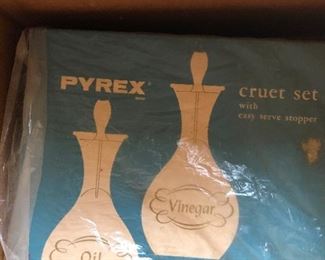 PYREX
cruet set
with
easy serve stopper
Vinegar
Oil